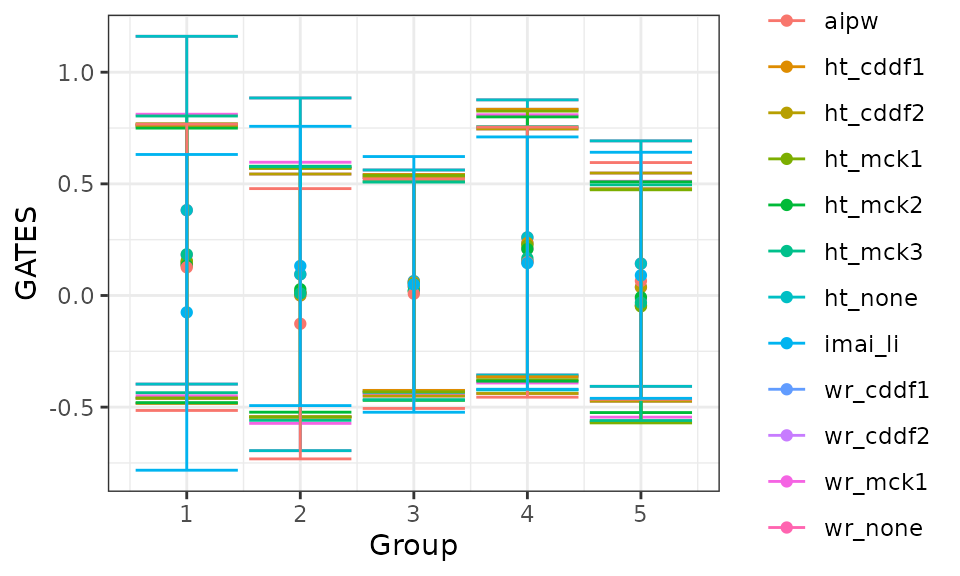 GATES
1.0
0.5
0.0
-0.5
1 2 3 4 5
Group
aipw
ht_cddf1
ht_cddf2
ht_mck1
ht_mck2
ht_mck3
ht_none
imai_li
wr_cddf1
wr_cddf2
wr_mck1
wr_none